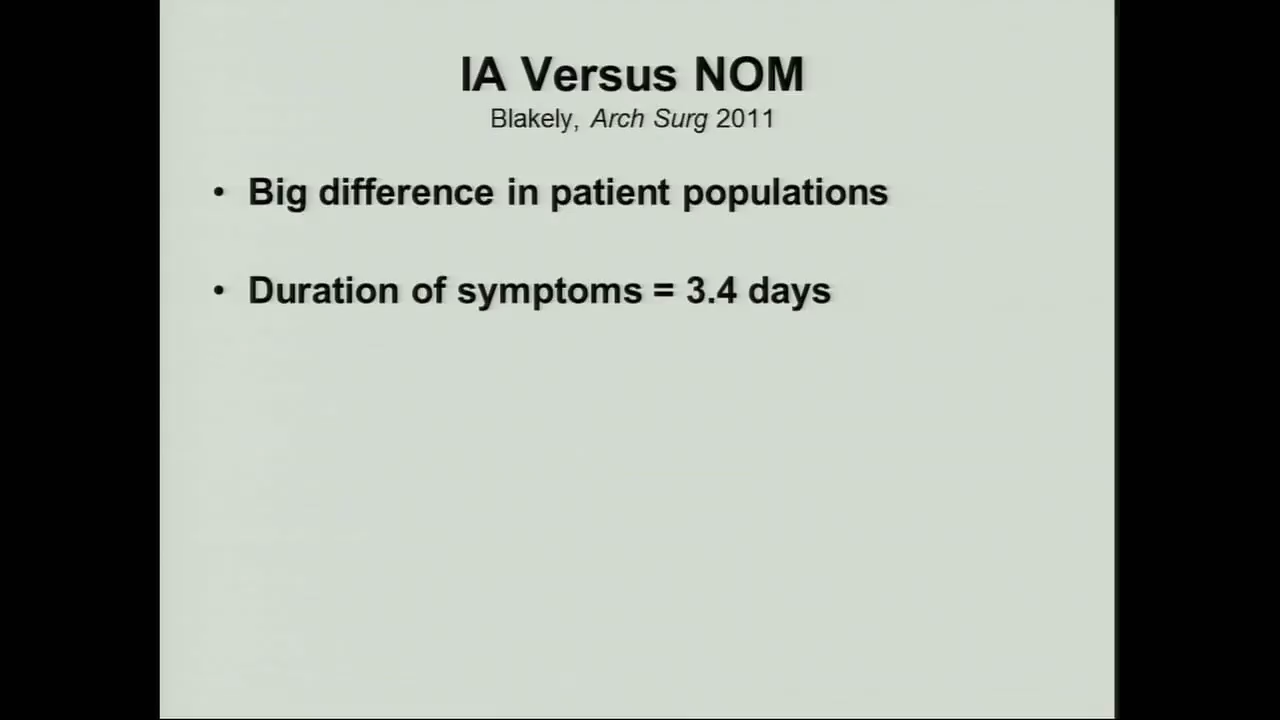 IA Versus NOM
Blakely, Arch Surg 2011
• Big difference in patient populations
• Duration of symptoms = 3.4 days